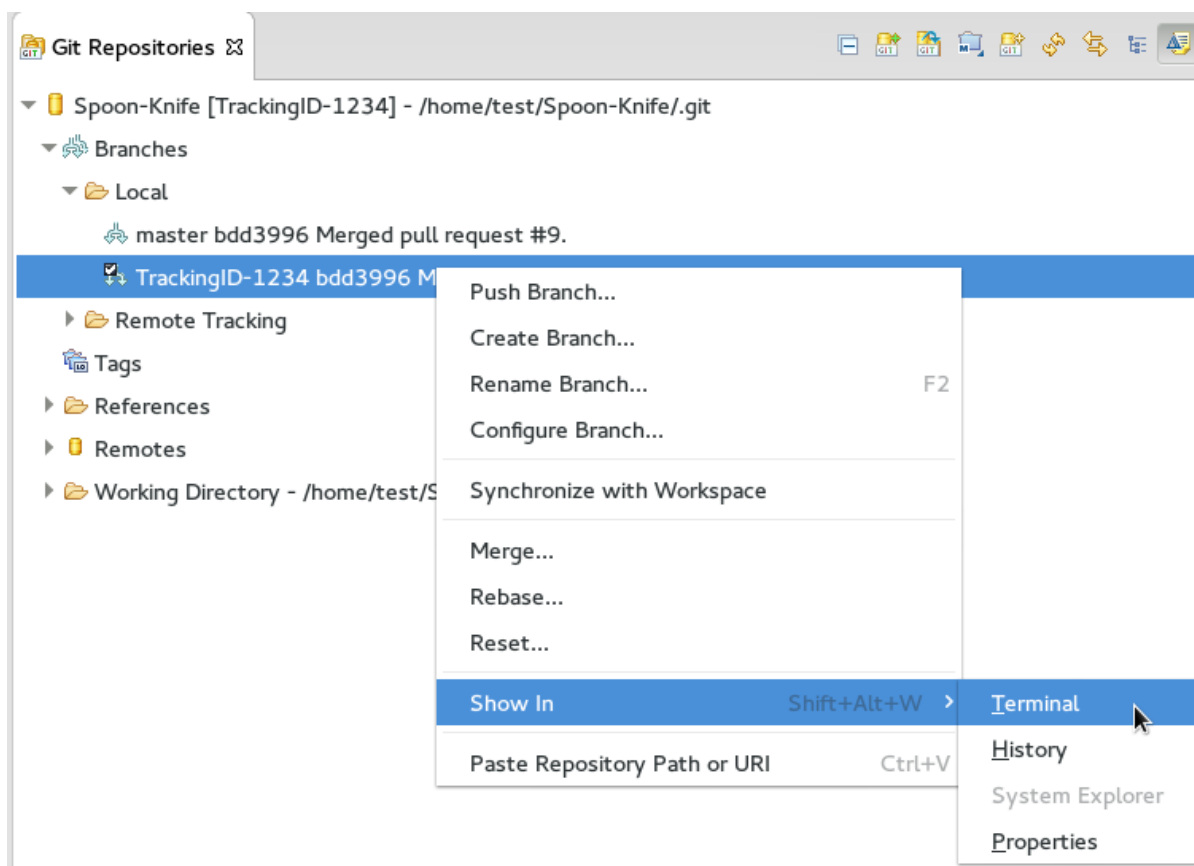 Git Repositories
Spoon-Knife [TrackingID-1234] - /home/test/Spoon-Knife/.git
Branches
Local
master bdd3996 Merged pull request #9.
TrackingID-1234 bdd3996 M
Remote Tracking
Tags
References
Remotes
Working Directory - /home/test/S
Push Branch...
Create Branch...
Rename Branch... F2
Configure Branch...
Synchronize with Workspace
Merge...
Rebase...
Reset...
Show In Shift+Alt+W
Paste Repository Path or URI Ctrl+V
Terminal
History
System Explorer
Properties